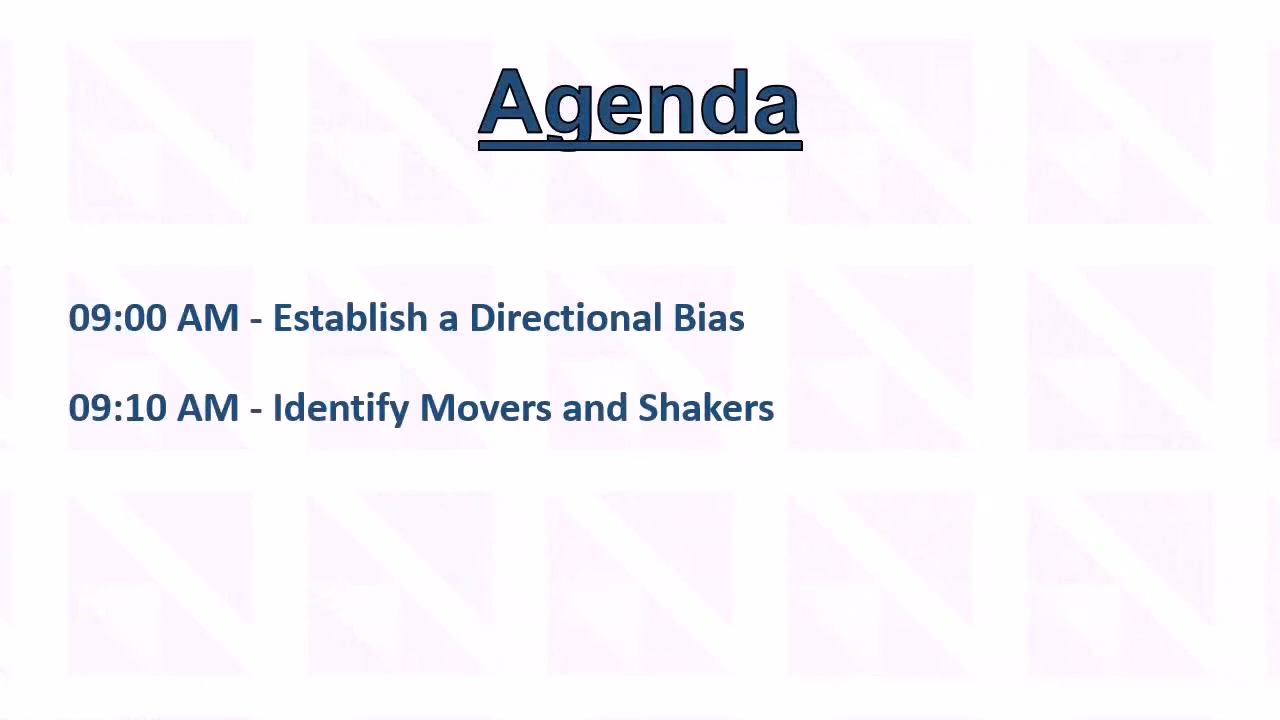 Agenda
09:00 AM - Establish a Directional Bias
09:10 AM - Identify Movers and Shakers